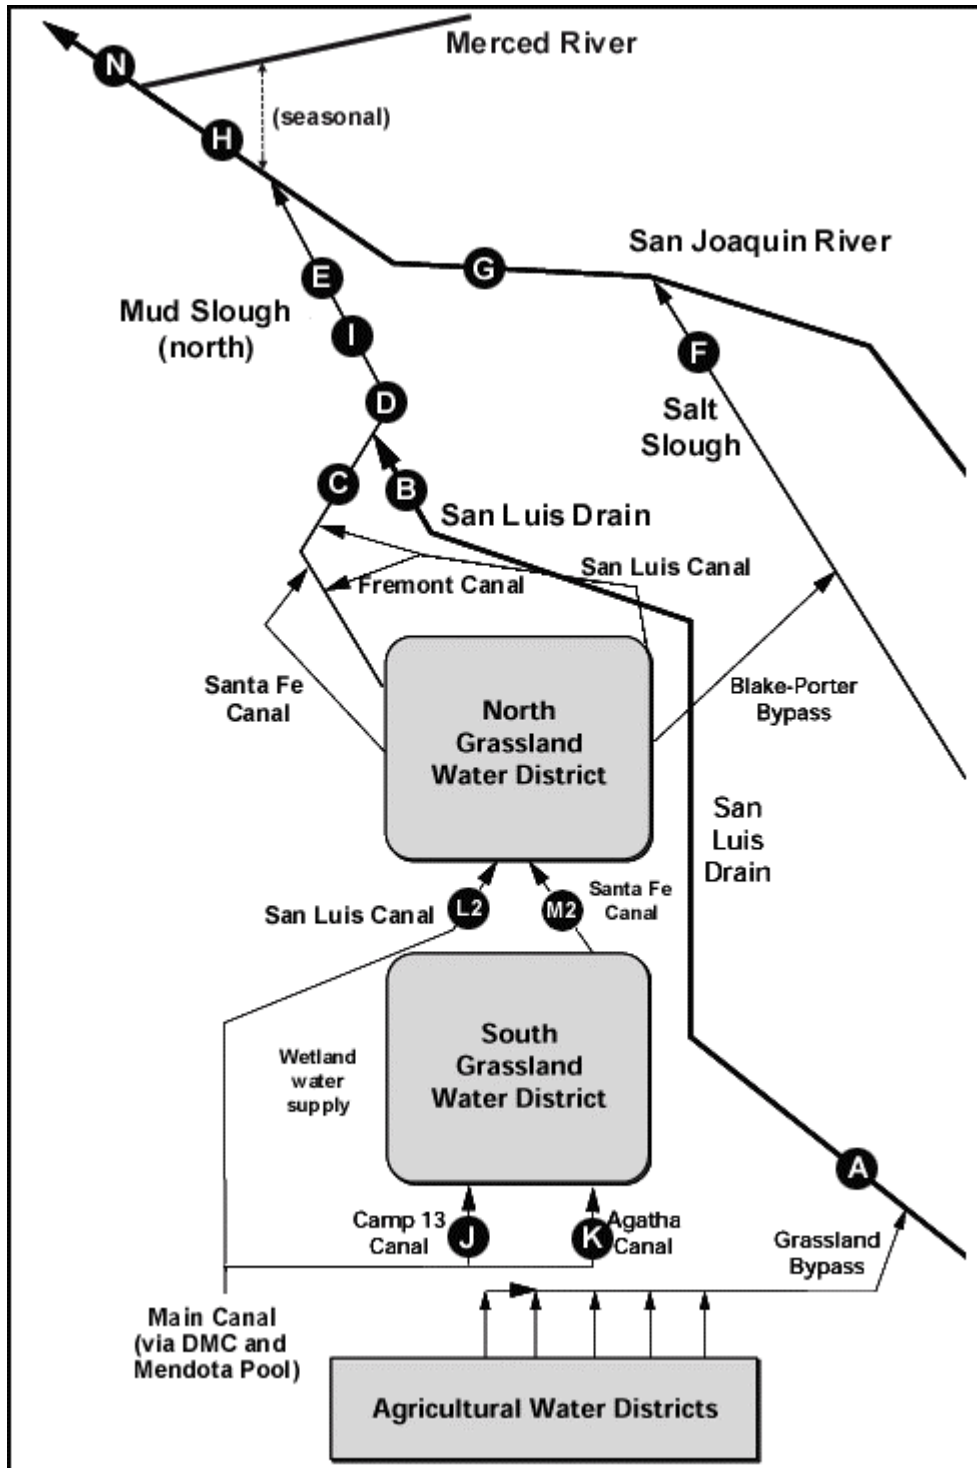 N
Merced River
(seasonal)
H
San Joaquin River
G
E
Mud Slough
(north)
I
F
D
Salt
Slough
C
B
San Luis Drain
San Luis Canal
Fremont Canal
Santa Fe
Canal
North
Grassland
Water District
Blake-Porter
Bypass
San
Luis
Drain
San Luis Canal
L2
M2
Santa Fe
Canal
South
Grassland
Water District
Wetland
water
supply
A
Camp 13
Canal
J
K
Agatha
Canal
Grassland
Bypass
Main Canal
(via DMC and
Mendota Pool)
Agricultural Water Districts